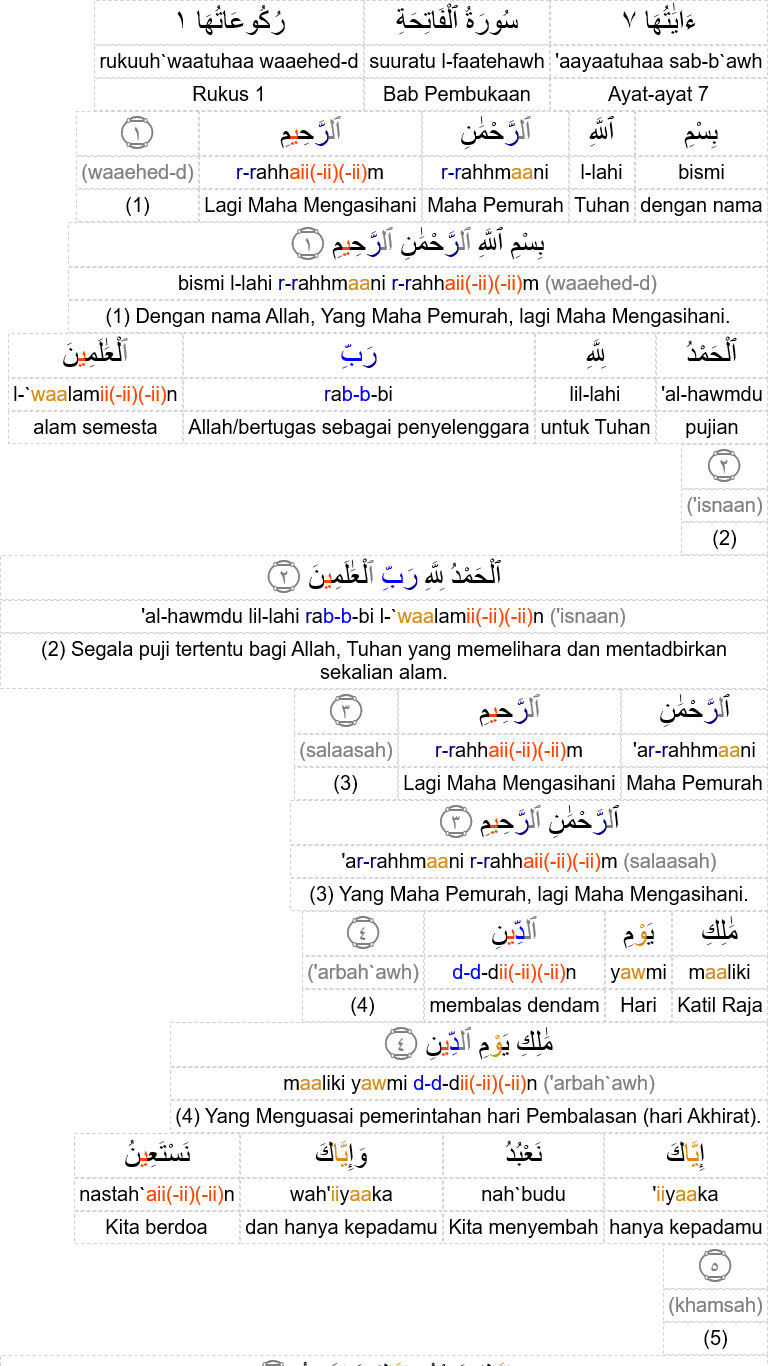 ءَايَٰتُهَا ٧ سُورَةُ ٱلْفَاتِحَةِ رُكُوعَاتُهَا ١
'aayaatuhaa sab-b`awh suuratu l-faatehawh rukuuh`waatuhaa waaehed-d
Ayat-ayat 7 Bab Pembukaan Rukus 1
بِسْمِ ٱللَّهِ ٱلرَّحْمَٰنِ ٱلرَّحِيمِ ١
bismi l-lahi r-rahhmaani r-rahhaii(-ii)(-ii)m (waaehed-d)
dengan nama Tuhan Maha Pemurah Lagi Maha Mengasihani (1)
بِسْمِ ٱللَّهِ ٱلرَّحْمَٰنِ ٱلرَّحِيمِ ١
bismi l-lahi r-rahhmaani r-rahhaii(-ii)(-ii)m (waaehed-d)
(1) Dengan nama Allah, Yang Maha Pemurah, lagi Maha Mengasihani.
ٱلْحَمْدُ لِلَّهِ رَبِّ ٱلْعَٰلَمِينَ
'al-hawmdu lil-lahi rab-b-bi l-`waalamii(-ii)(-ii)n
pujian untuk Tuhan Allah/bertugas sebagai penyelenggara alam semesta
٢
('isnaan)
(2)
ٱلْحَمْدُ لِلَّهِ رَبِّ ٱلْعَٰلَمِينَ ٢
'al-hawmdu lil-lahi rab-b-bi l-`waalamii(-ii)(-ii)n ('isnaan)
(2) Segala puji tertentu bagi Allah, Tuhan yang memelihara dan mentadbirkan
sekalian alam.
ٱلرَّحْمَٰنِ ٱلرَّحِيمِ ٣
'ar-rahhmaani r-rahhaii(-ii)(-ii)m (salaasah)
Maha Pemurah Lagi Maha Mengasihani (3)
ٱلرَّحْمَٰنِ ٱلرَّحِيمِ ٣
'ar-rahhmaani r-rahhaii(-ii)(-ii)m (salaasah)
(3) Yang Maha Pemurah, lagi Maha Mengasihani.
مَٰلِكِ يَوْمِ ٱلدِّينِ ٤
maaliki yawmi d-d-dii(-ii)(-ii)n ('arbah`awh)
Katil Raja Hari membalas dendam (4)
مَٰلِكِ يَوْمِ ٱلدِّينِ ٤
maaliki yawmi d-d-dii(-ii)(-ii)n ('arbah`awh)
(4) Yang Menguasai pemerintahan hari Pembalasan (hari Akhirat).
إِيَّاكَ نَعْبُدُ وَإِيَّاكَ نَسْتَعِينُ
'iiyaaka nah`budu wah'iiyaaka nastah`aii(-ii)(-ii)n
hanya kepadamu Kita menyembah dan hanya kepadamu Kita berdoa
٥
(khamsah)
(5)